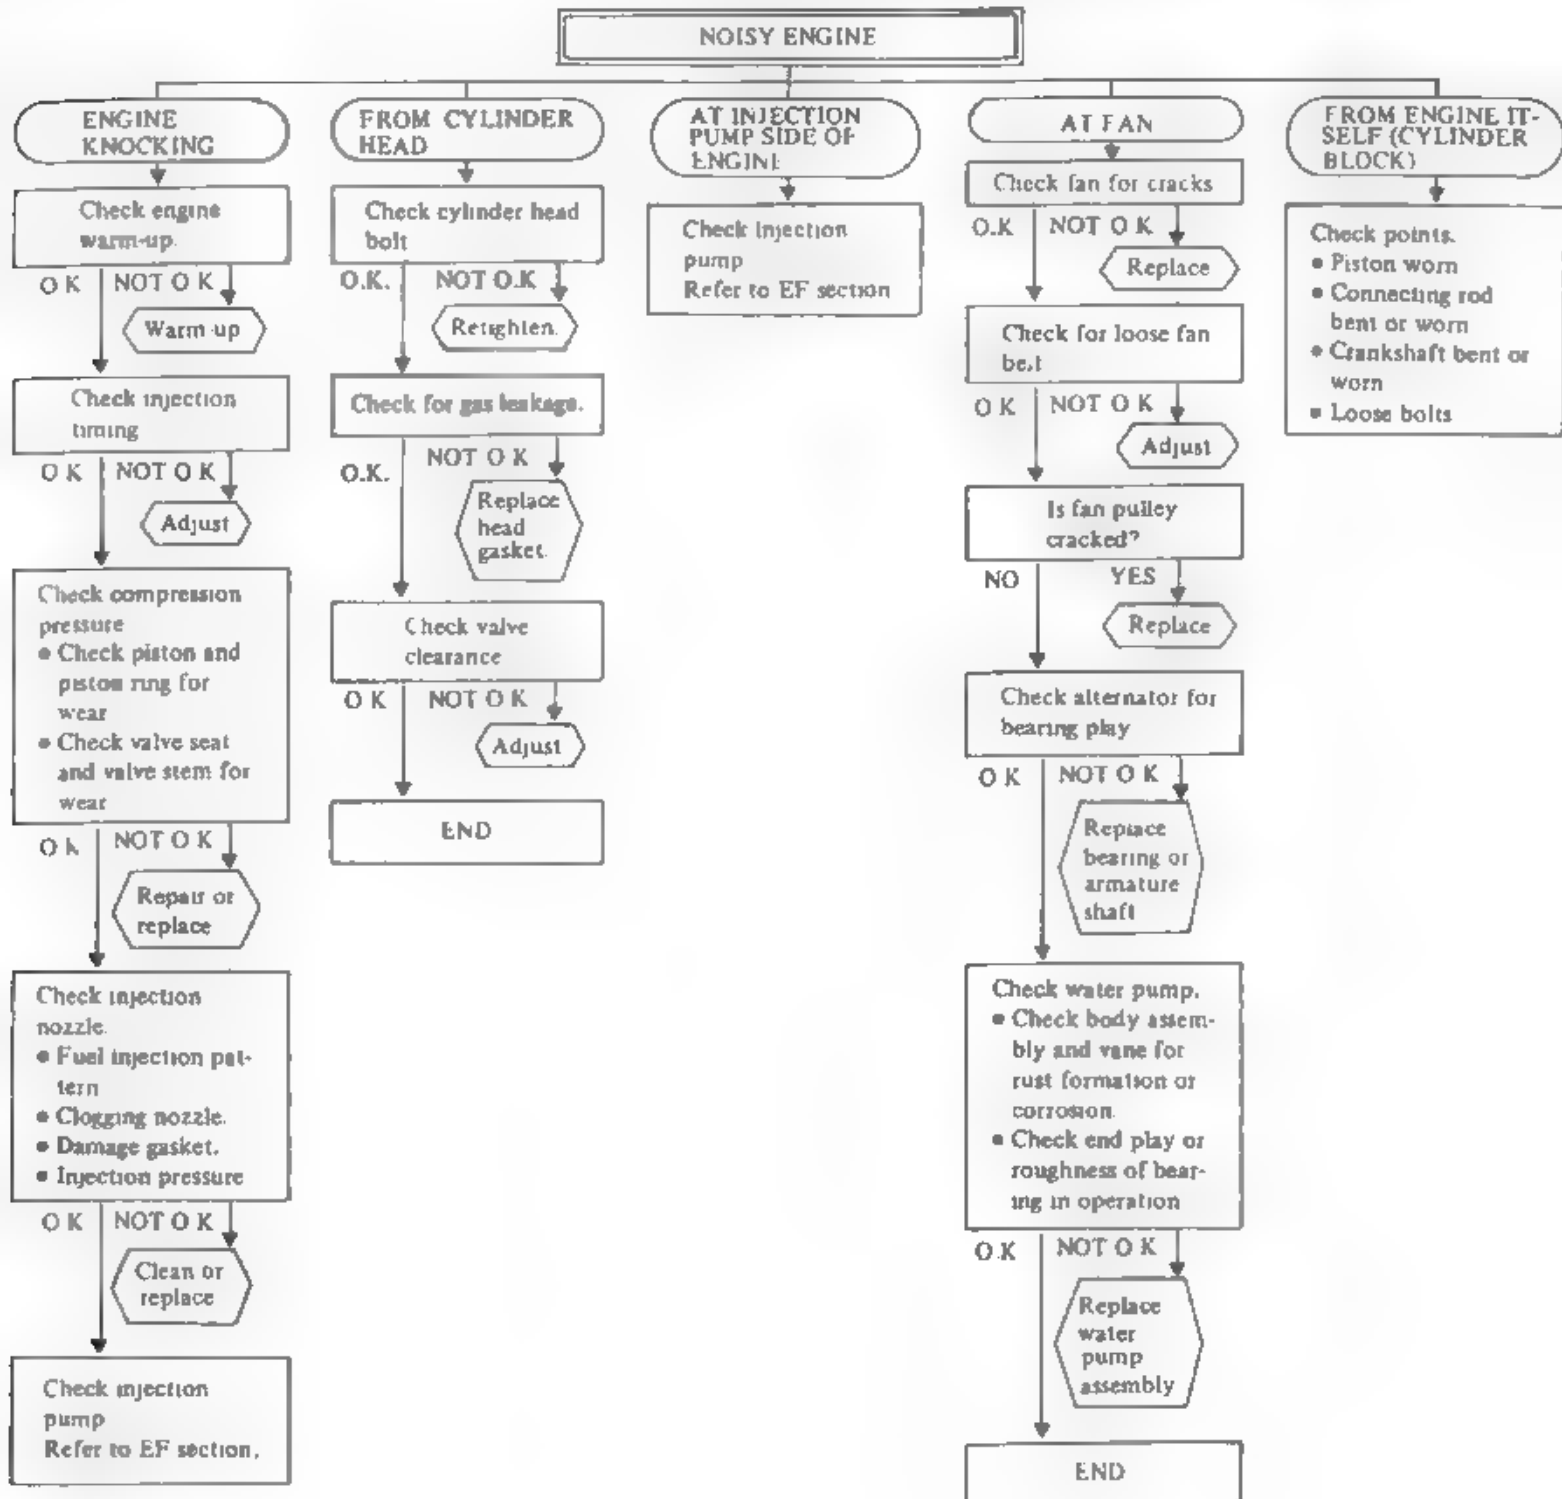 NOISY ENGINE
ENGINE
KNOCKING
Check engine
warm-up.
O K NOT O K
Warm-up
Check injection
timing
O K NOT O K
Adjust
Check compression
pressure
• Check piston and
piston ring for
wear
• Check valve seat
and valve stem for
wear
O K NOT O K
Repair or
replace
Check injection
nozzle.
• Fuel injection pat-
tern
• Clogging nozzle.
• Damage gasket.
• Injection pressure
O K NOT O K
Clean or
replace
Check injection
pump
Refer to EF section.
FROM CYLINDER
HEAD
Check cylinder head
bolt
O.K. NOT O.K
Retighten.
Check for gas leakage.
O.K. NOT O K
Replace
head
gasket.
Check valve
clearance
O K NOT O K
Adjust
END
AT INJECTION
PUMP SIDE OF
ENGINE
Check injection
pump
Refer to EF section
AT FAN
Check fan for cracks
O.K NOT O K
Replace
Check for loose fan
belt
O K NOT O K
Adjust
Is fan pulley
cracked?
NO YES
Replace
Check alternator for
bearing play
O K NOT O K
Replace
bearing or
armature
shaft
Check water pump.
• Check body assem-
bly and vane for
rust formation or
corrosion.
• Check end play or
roughness of bear-
ing in operation
O.K NOT O K
Replace
water
pump
assembly
END
FROM ENGINE IT-
SELF (CYLINDER
BLOCK)
Check points.
• Piston worn
• Connecting rod
bent or worn
• Crankshaft bent or
worn
• Loose bolts